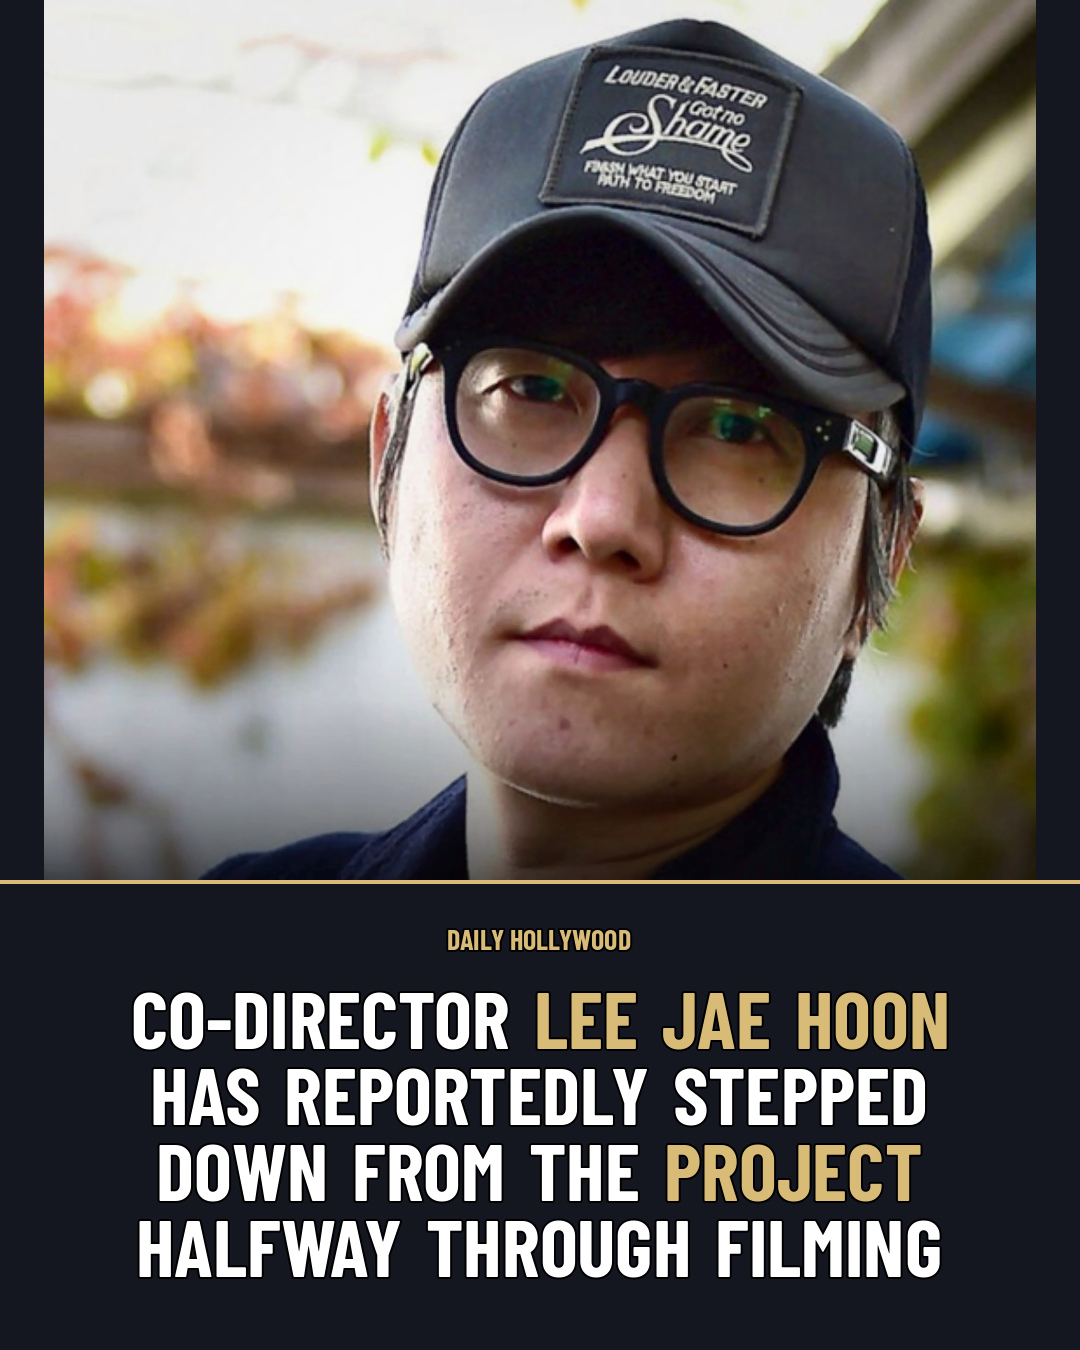 LOUDER & FASTER
Got no
Shame
FINISH WHAT YOU START
PATH TO FREEDOM
DAILY HOLLYWOOD
CO-DIRECTOR LEE JAE HOON
HAS REPORTEDLY STEPPED
DOWN FROM THE PROJECT
HALFWAY THROUGH FILMING